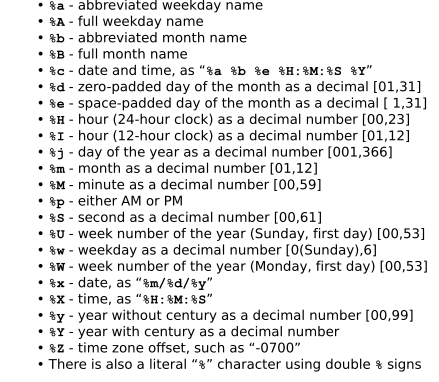 • %a - abbreviated weekday name
• %A - full weekday name
• %b - abbreviated month name
• %B - full month name
• %c - date and time, as “%a %b %e %H:%M:%S %Y”
• %d - zero-padded day of the month as a decimal [01,31]
• %e - space-padded day of the month as a decimal [ 1,31]
• %H - hour (24-hour clock) as a decimal number [00,23]
• %I - hour (12-hour clock) as a decimal number [01,12]
• %j - day of the year as a decimal number [001,366]
• %m - month as a decimal number [01,12]
• %M - minute as a decimal number [00,59]
• %p - either AM or PM
• %S - second as a decimal number [00,61]
• %U - week number of the year (Sunday, first day) [00,53]
• %w - weekday as a decimal number [0(Sunday),6]
• %W - week number of the year (Monday, first day) [00,53]
• %x - date, as “%m/%d/%y”
• %X - time, as “%H:%M:%S”
• %y - year without century as a decimal number [00,99]
• %Y - year with century as a decimal number
• %Z - time zone offset, such as “-0700”
• There is also a literal “%” character using double % signs